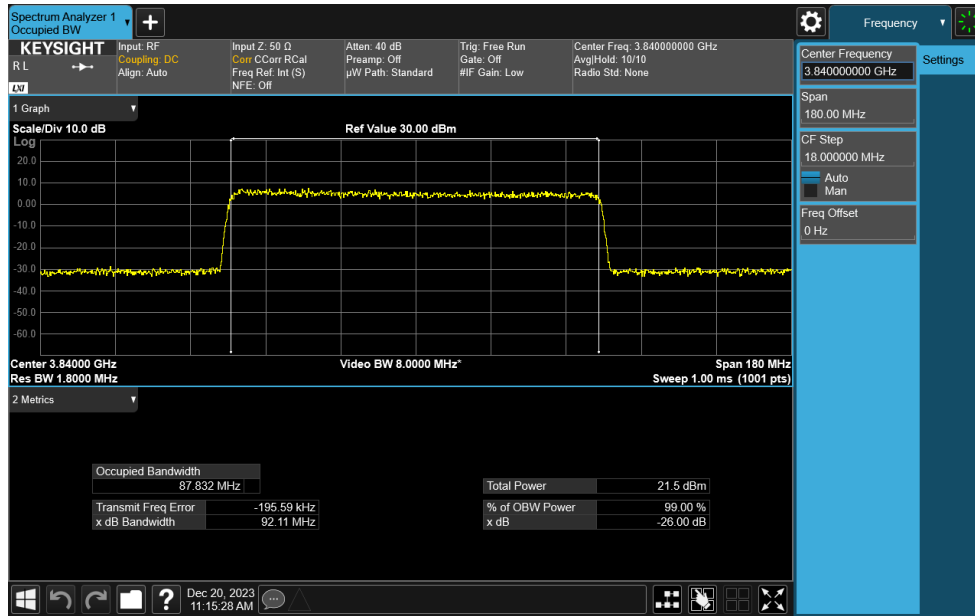 Spectrum Analyzer 1
Occupied BW
Frequency
KEYSIGHT
R L
LXI
Input: RF
Coupling: DC
Align: Auto
Input Z: 50 Ω
Corr CCorr RCal
Freq Ref: Int (S)
NFE: Off
Atten: 40 dB
Preamp: Off
µW Path: Standard
Trig: Free Run
Gate: Off
#IF Gain: Low
Center Freq: 3.840000000 GHz
Avg|Hold: 10/10
Radio Std: None
Center Frequency
3.840000000 GHz
Settings
Span
180.00 MHz
CF Step
18.000000 MHz
Auto
Man
Freq Offset
0 Hz
1 Graph
Scale/Div 10.0 dB
Ref Value 30.00 dBm
Log
20.0
10.0
0.00
-10.0
-20.0
-30.0
-40.0
-50.0
-60.0
Center 3.84000 GHz
Video BW 8.0000 MHz*
Span 180 MHz
Res BW 1.8000 MHz
Sweep 1.00 ms (1001 pts)
2 Metrics
Occupied Bandwidth
87.832 MHz
Total Power 21.5 dBm
Transmit Freq Error -195.59 kHz
% of OBW Power 99.00 %
x dB Bandwidth 92.11 MHz
x dB -26.00 dB
?
Dec 20, 2023
11:15:28 AM